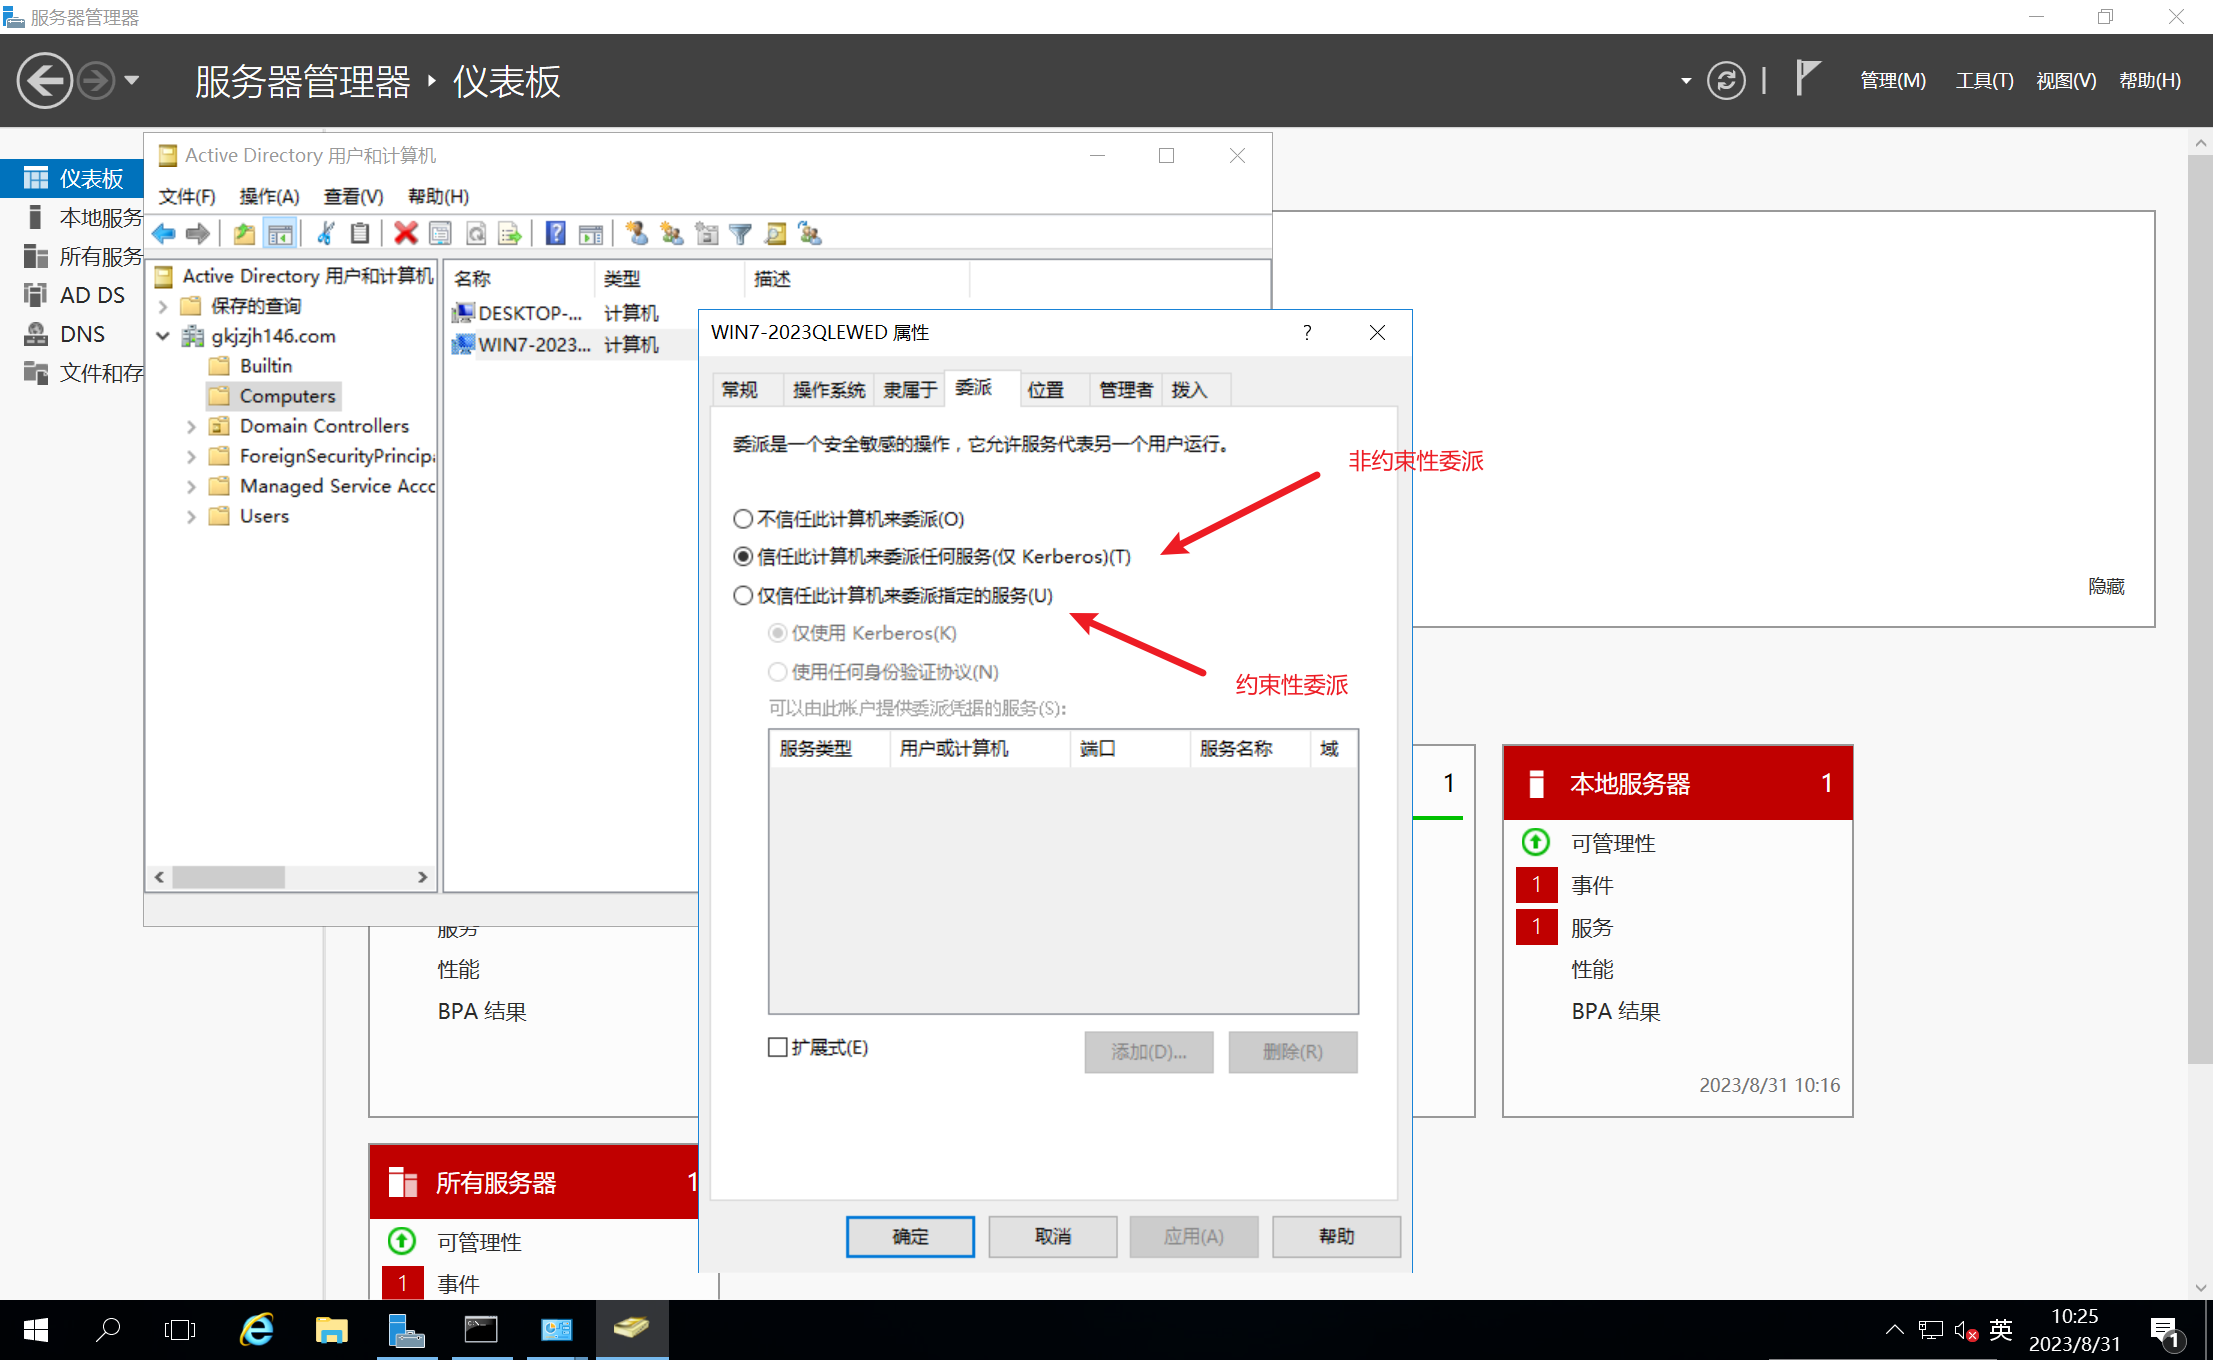 服务器管理器
服务器管理器 ‣ 仪表板
管理(M) 工具(T) 视图(V) 帮助(H)
仪表板
本地服务
所有服务
AD DS
DNS
文件和存
Active Directory 用户和计算机
文件(F) 操作(A) 查看(V) 帮助(H)
Active Directory 用户和计算机
保存的查询
gkjzjh146.com
Builtin
Computers
Domain Controllers
ForeignSecurityPrincip
Managed Service Acc
Users
名称 类型 描述
DESKTOP-... 计算机
WIN7-2023... 计算机
WIN7-2023QLEWED 属性
?
常规 操作系统 隶属于 委派 位置 管理者 拨入
委派是一个安全敏感的操作，它允许服务代表另一个用户运行。
非约束性委派
不信任此计算机来委派(O)
信任此计算机来委派任何服务(仅 Kerberos)(T)
仅信任此计算机来委派指定的服务(U)
仅使用 Kerberos(K)
使用任何身份验证协议(N)
约束性委派
可以由此帐户提供委派凭据的服务(S):
服务类型 用户或计算机 端口 服务名称 域
扩展式(E)
添加(D)... 删除(R)
确定 取消 应用(A) 帮助
隐藏
服务
性能
BPA 结果
1
本地服务器 1
可管理性
1 事件
1 服务
性能
BPA 结果
2023/8/31 10:16
所有服务器 1
可管理性
1 事件
英
10:25
2023/8/31
1